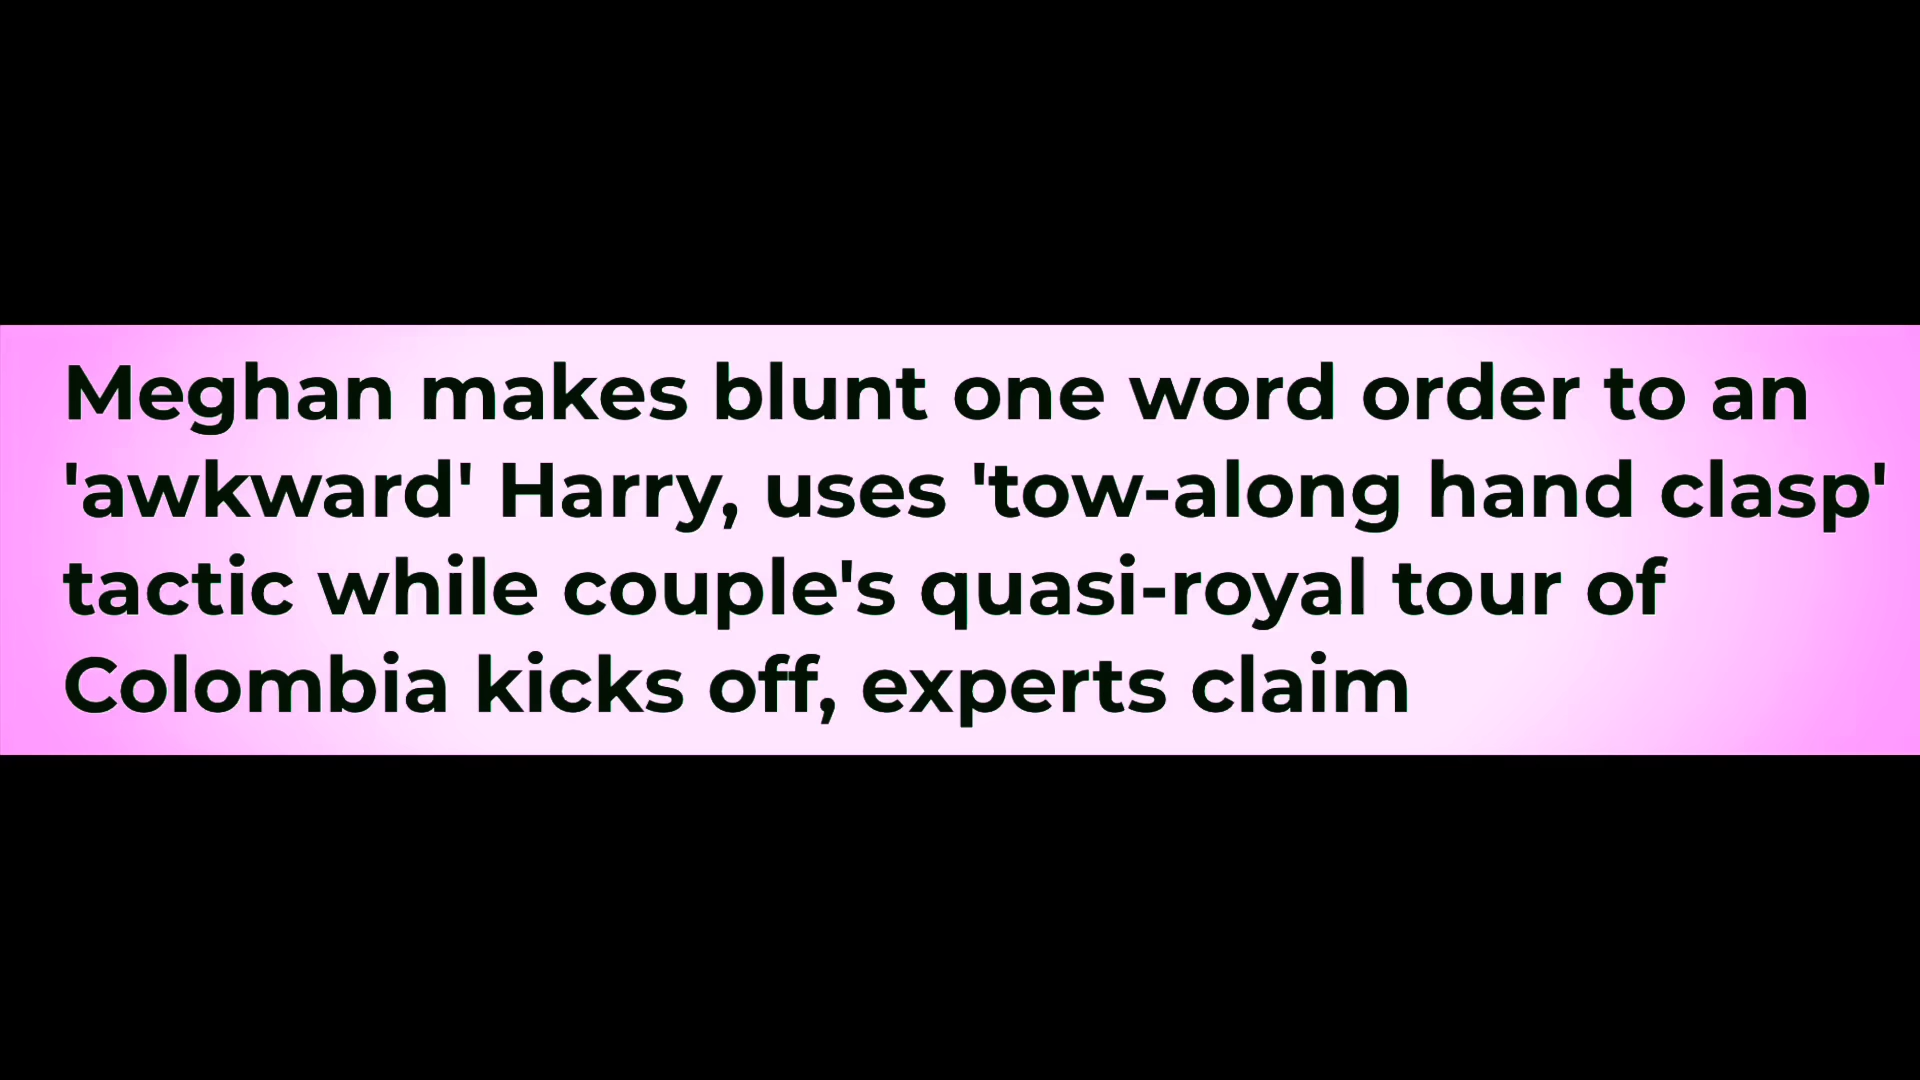 Meghan makes blunt one word order to an
'awkward' Harry, uses 'tow-along hand clasp'
tactic while couple's quasi-royal tour of
Colombia kicks off, experts claim